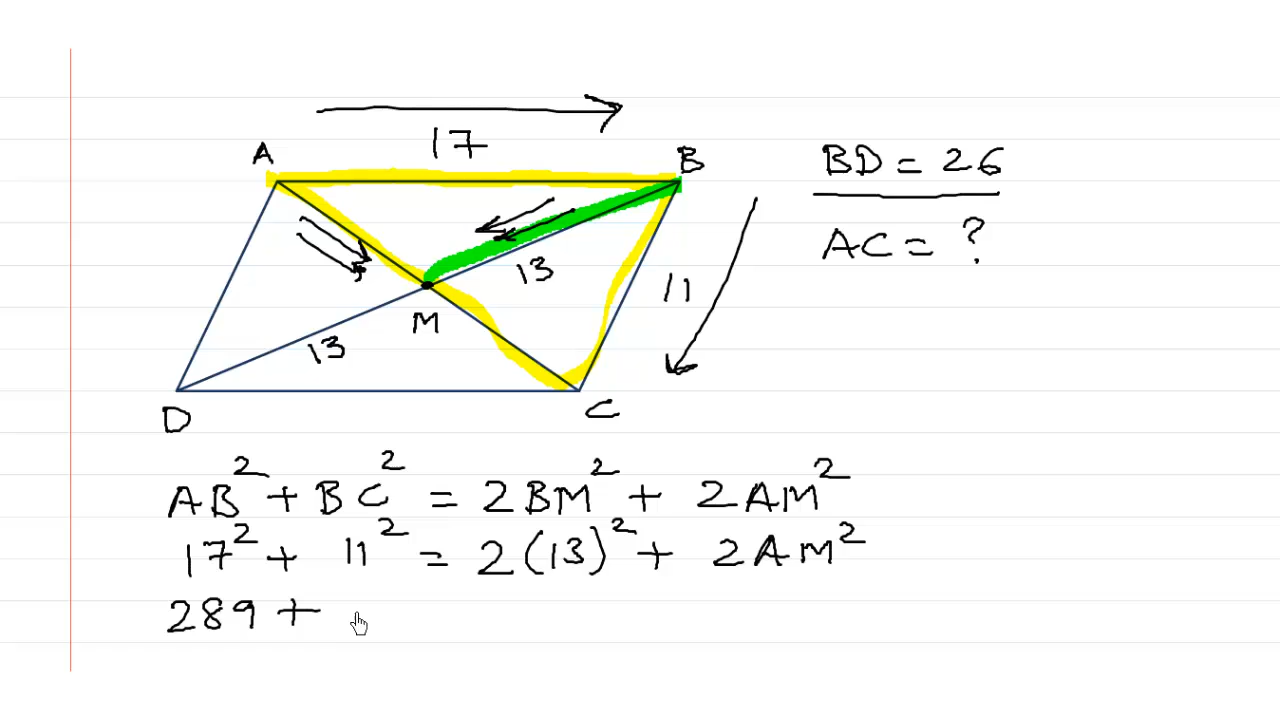 17
A
B
BD = 26
AC = ?
13
11
M
13
D
C
AB² + BC² = 2BM² + 2AM²
17² + 11² = 2(13)² + 2AM²
289 +